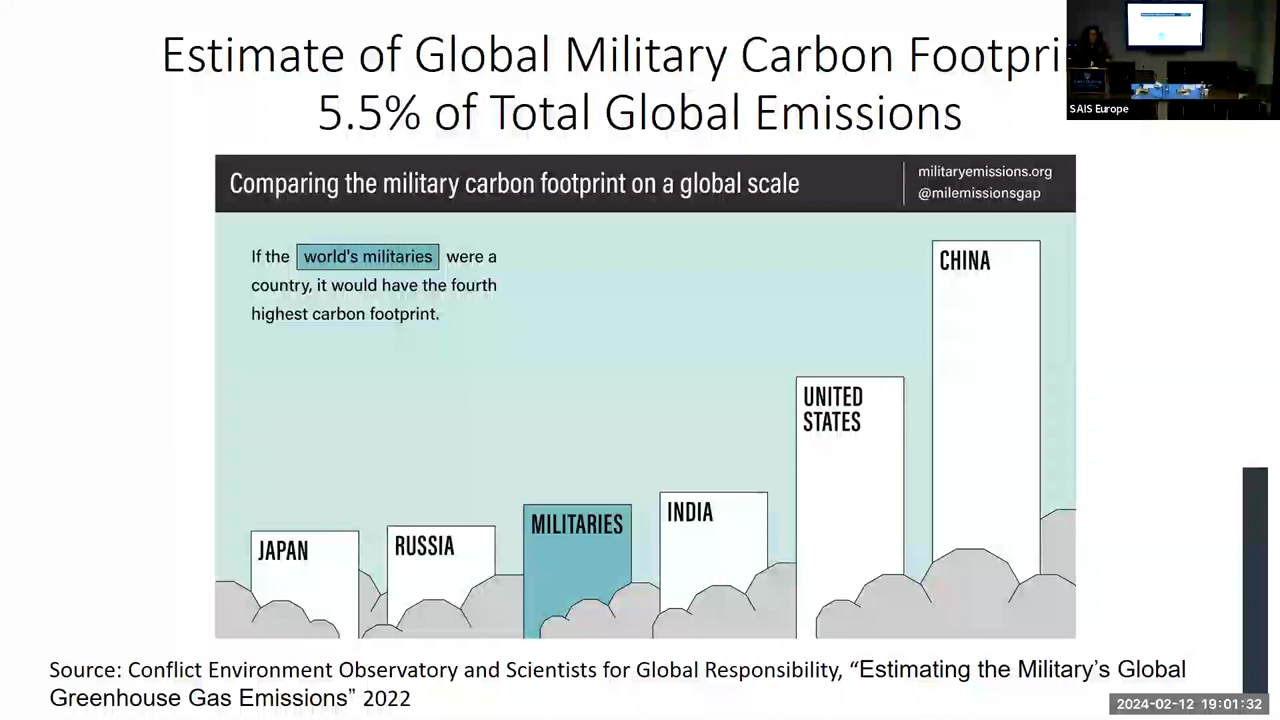 Estimate of Global Military Carbon Footpri
5.5% of Total Global Emissions
SAIS Europe
Comparing the military carbon footprint on a global scale
militaryemissions.org
@milemissionsgap
If the world's militaries were a
country, it would have the fourth
highest carbon footprint.
CHINA
UNITED
STATES
INDIA
MILITARIES
RUSSIA
JAPAN
Source: Conflict Environment Observatory and Scientists for Global Responsibility, “Estimating the Military’s Global
Greenhouse Gas Emissions” 2022
2024-02-12 19:01:32